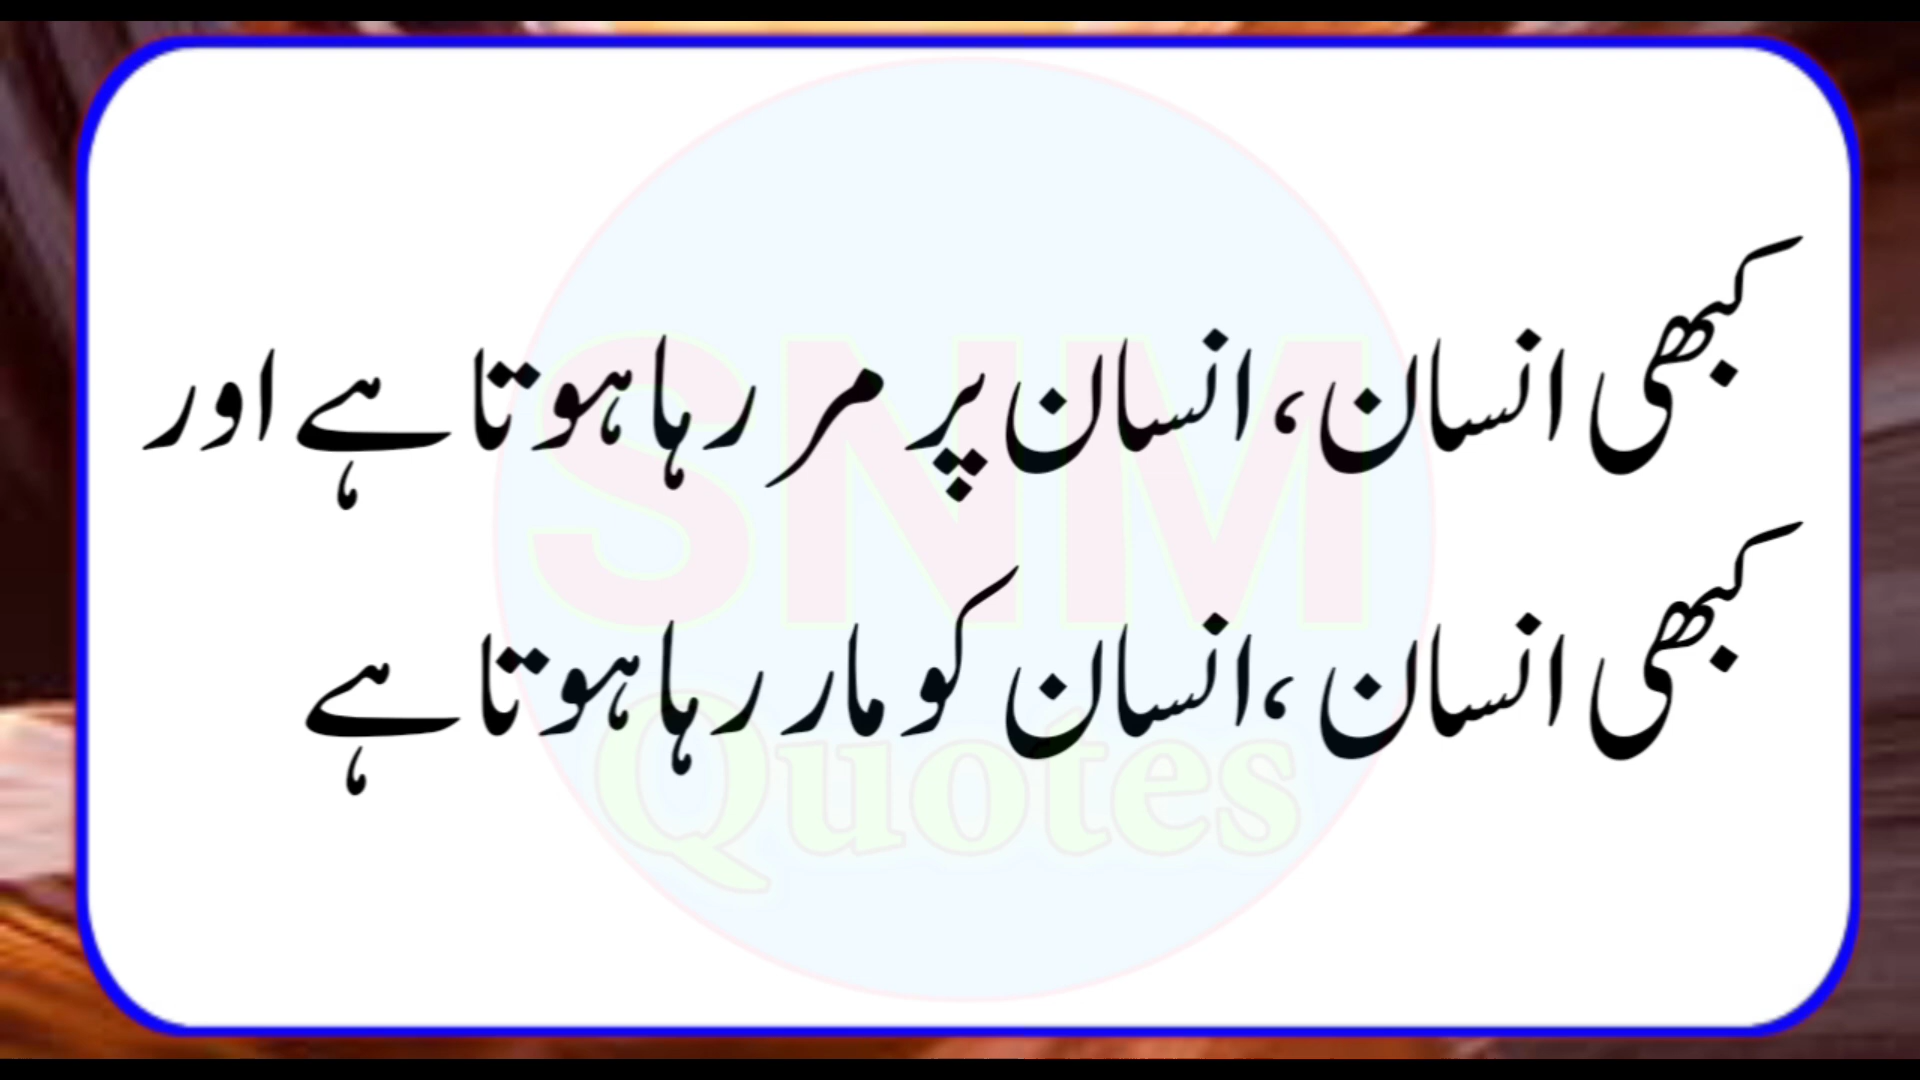 کبھی انسان، انسان پر مر رہا ہوتا ہے اور
کبھی انسان ،انسان کو مار رہا ہوتا ہے
SNM
Quotes